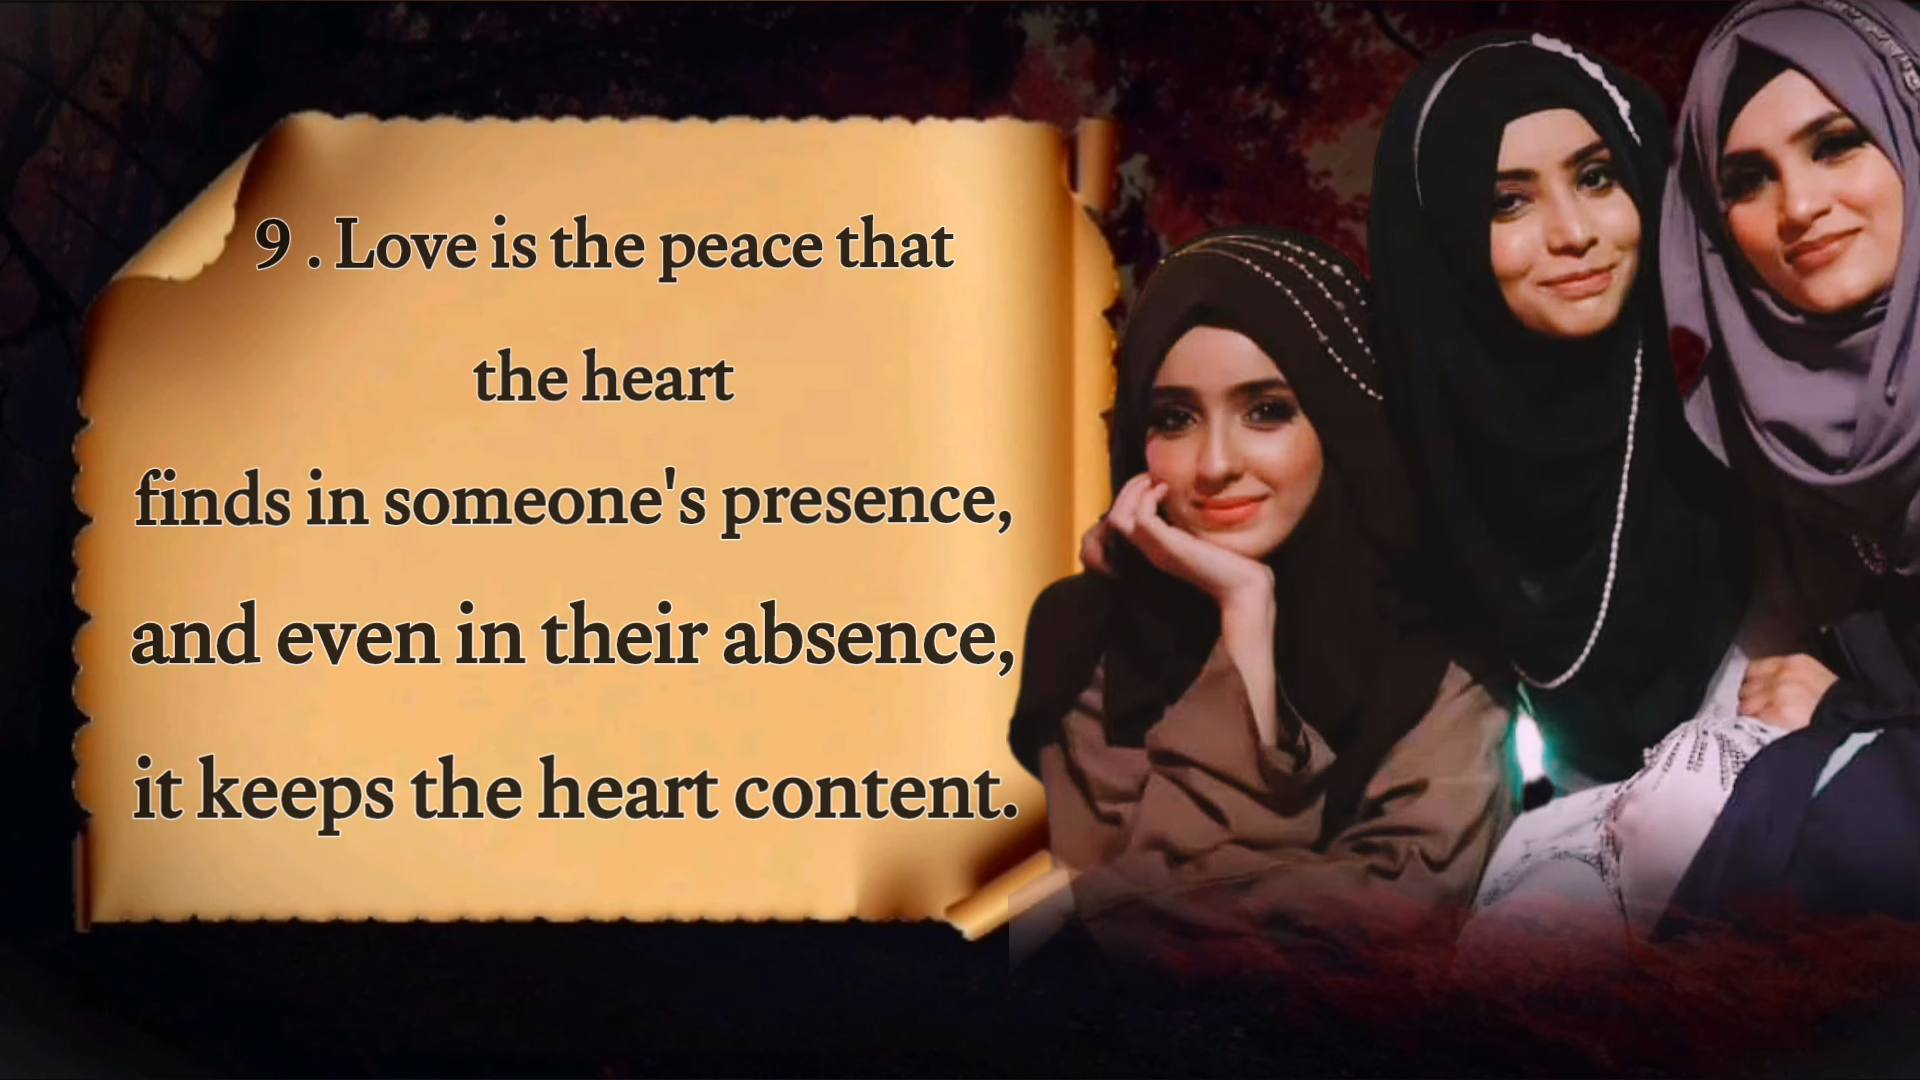 9 . Love is the peace that
the heart
finds in someone's presence,
and even in their absence,
it keeps the heart content.